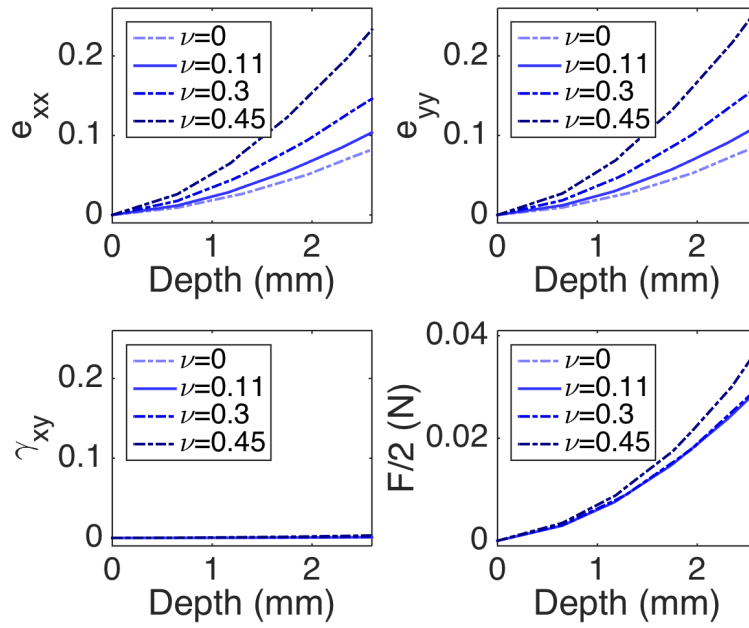 0.2
0.1
0
e_xx
ν=0
ν=0.11
ν=0.3
ν=0.45
0 1 2
Depth (mm)
0.2
0.1
0
e_yy
ν=0
ν=0.11
ν=0.3
ν=0.45
0 1 2
Depth (mm)
0.2
0.1
0
γ_xy
ν=0
ν=0.11
ν=0.3
ν=0.45
0 1 2
Depth (mm)
0.04
0.02
0
F/2 (N)
ν=0
ν=0.11
ν=0.3
ν=0.45
0 1 2
Depth (mm)